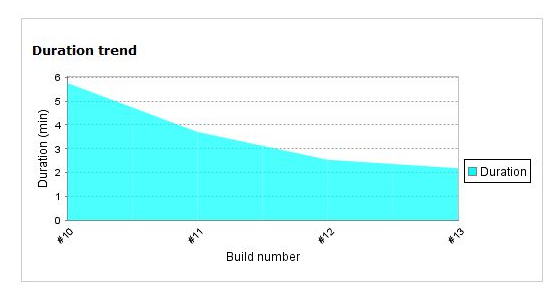 Duration trend
6
5
4
3
2
1
0
Duration (min)
#10
#11
#12
#13
Build number
Duration